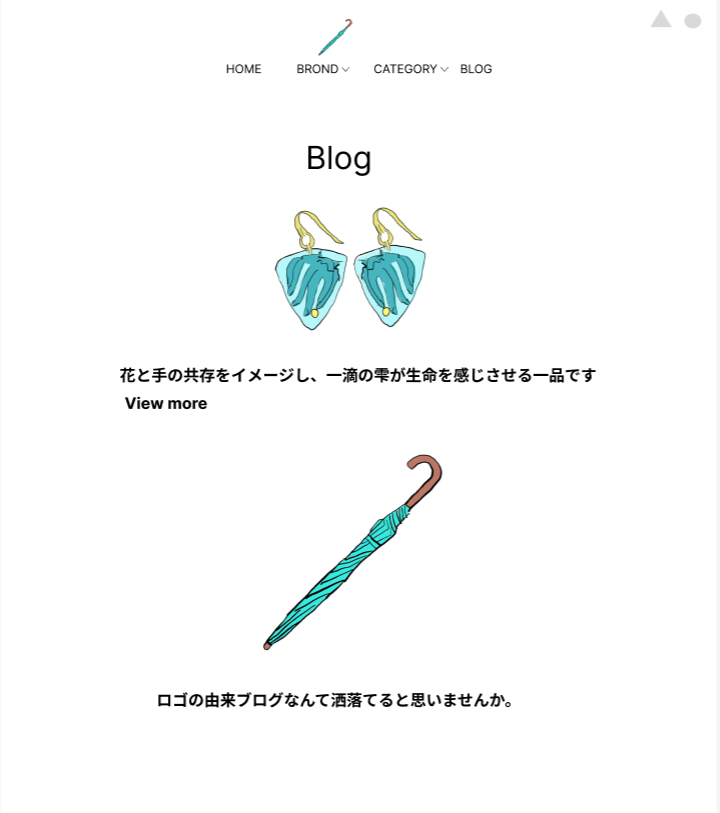 HOME BROND CATEGORY BLOG
Blog
花と手の共存をイメージし、一滴の雫が生命を感じさせる一品です
View more
ロゴの由来ブログなんて洒落てると思いませんか。